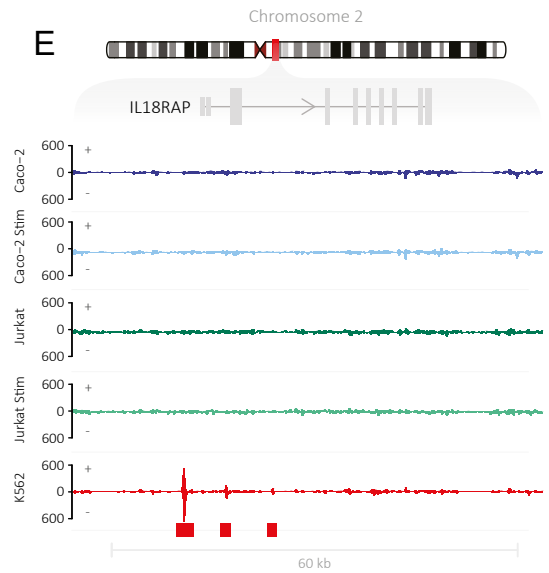 Chromosome 2
E
IL18RAP
600
+
Caco-2
0
-
600
600
+
Caco-2 Stim
0
-
600
600
+
Jurkat
0
-
600
600
+
Jurkat Stim
0
-
600
600
+
K562
0
-
600
60 kb